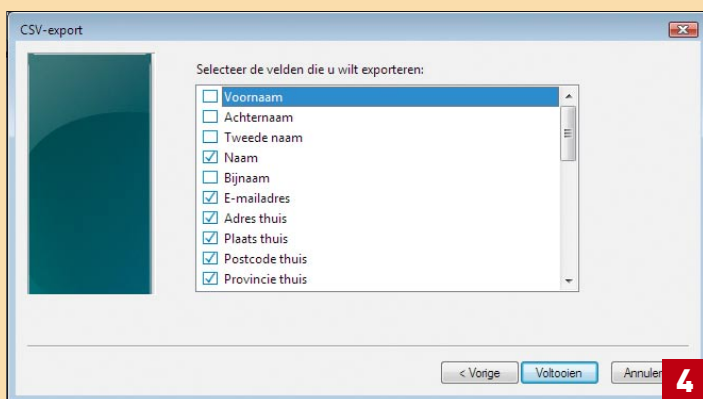 CSV-export
Selecteer de velden die u wilt exporteren:
Voornaam
Achternaam
Tweede naam
Naam
Bijnaam
E-mailadres
Adres thuis
Plaats thuis
Postcode thuis
Provincie thuis
< Vorige Voltooien Annuler
4